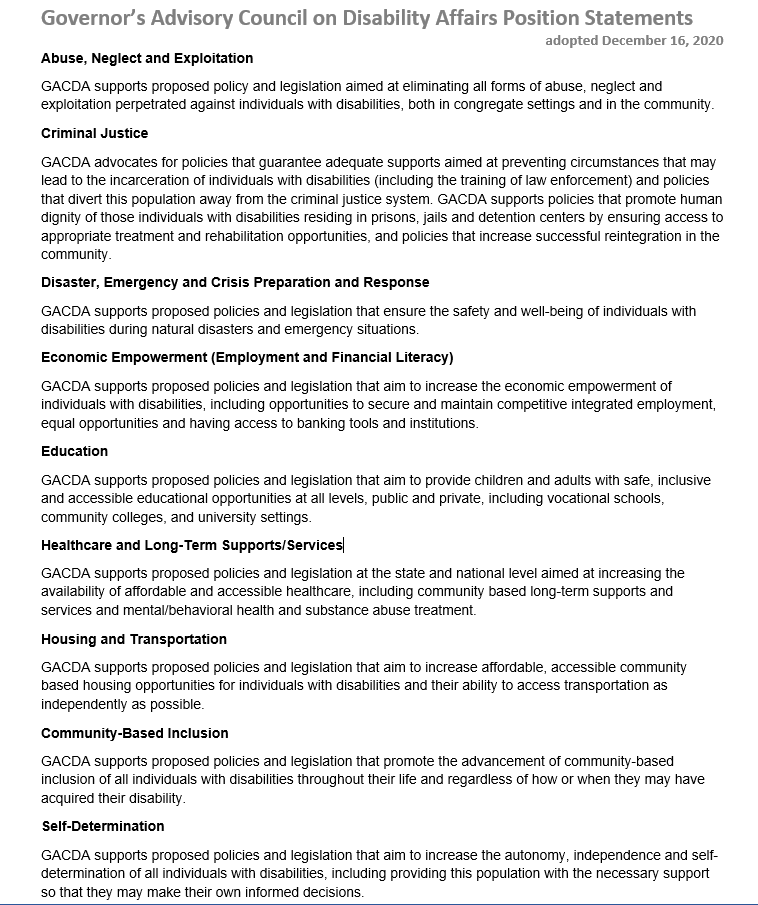 Governor’s Advisory Council on Disability Affairs Position Statements
adopted December 16, 2020
Abuse, Neglect and Exploitation
GACDA supports proposed policy and legislation aimed at eliminating all forms of abuse, neglect and
exploitation perpetrated against individuals with disabilities, both in congregate settings and in the community.
Criminal Justice
GACDA advocates for policies that guarantee adequate supports aimed at preventing circumstances that may
lead to the incarceration of individuals with disabilities (including the training of law enforcement) and policies
that divert this population away from the criminal justice system. GACDA supports policies that promote human
dignity of those individuals with disabilities residing in prisons, jails and detention centers by ensuring access to
appropriate treatment and rehabilitation opportunities, and policies that increase successful reintegration in the
community.
Disaster, Emergency and Crisis Preparation and Response
GACDA supports proposed policies and legislation that ensure the safety and well-being of individuals with
disabilities during natural disasters and emergency situations.
Economic Empowerment (Employment and Financial Literacy)
GACDA supports proposed policies and legislation that aim to increase the economic empowerment of
individuals with disabilities, including opportunities to secure and maintain competitive integrated employment,
equal opportunities and having access to banking tools and institutions.
Education
GACDA supports proposed policies and legislation that aim to provide children and adults with safe, inclusive
and accessible educational opportunities at all levels, public and private, including vocational schools,
community colleges, and university settings.
Healthcare and Long-Term Supports/Services
GACDA supports proposed policies and legislation at the state and national level aimed at increasing the
availability of affordable and accessible healthcare, including community based long-term supports and
services and mental/behavioral health and substance abuse treatment.
Housing and Transportation
GACDA supports proposed policies and legislation that aim to increase affordable, accessible community
based housing opportunities for individuals with disabilities and their ability to access transportation as
independently as possible.
Community-Based Inclusion
GACDA supports proposed policies and legislation that promote the advancement of community-based
inclusion of all individuals with disabilities throughout their life and regardless of how or when they may have
acquired their disability.
Self-Determination
GACDA supports proposed policies and legislation that aim to increase the autonomy, independence and self-
determination of all individuals with disabilities, including providing this population with the necessary support
so that they may make their own informed decisions.